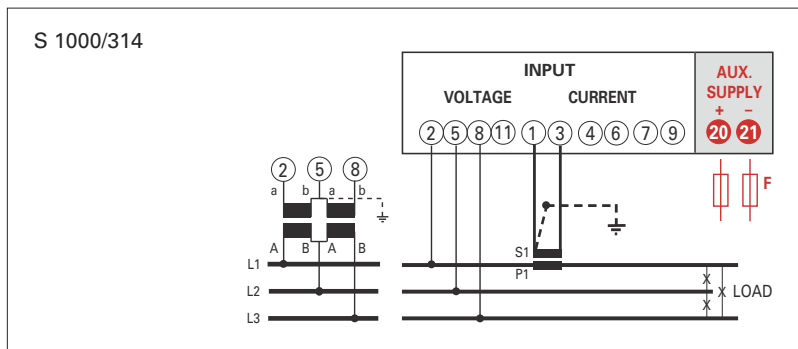 S 1000/314
INPUT
AUX.
SUPPLY
VOLTAGE CURRENT
+ –
2 5 8 11 1 3 4 6 7 9 20 21
2 5 8
a b a b
F
A B A B
S1
P1
L1
L2
L3
X
X X LOAD
X